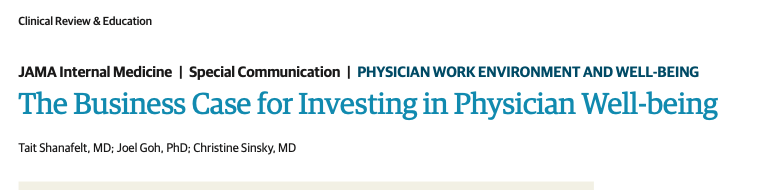 Clinical Review & Education
JAMA Internal Medicine | Special Communication | PHYSICIAN WORK ENVIRONMENT AND WELL-BEING
The Business Case for Investing in Physician Well-being
Tait Shanafelt, MD; Joel Goh, PhD; Christine Sinsky, MD